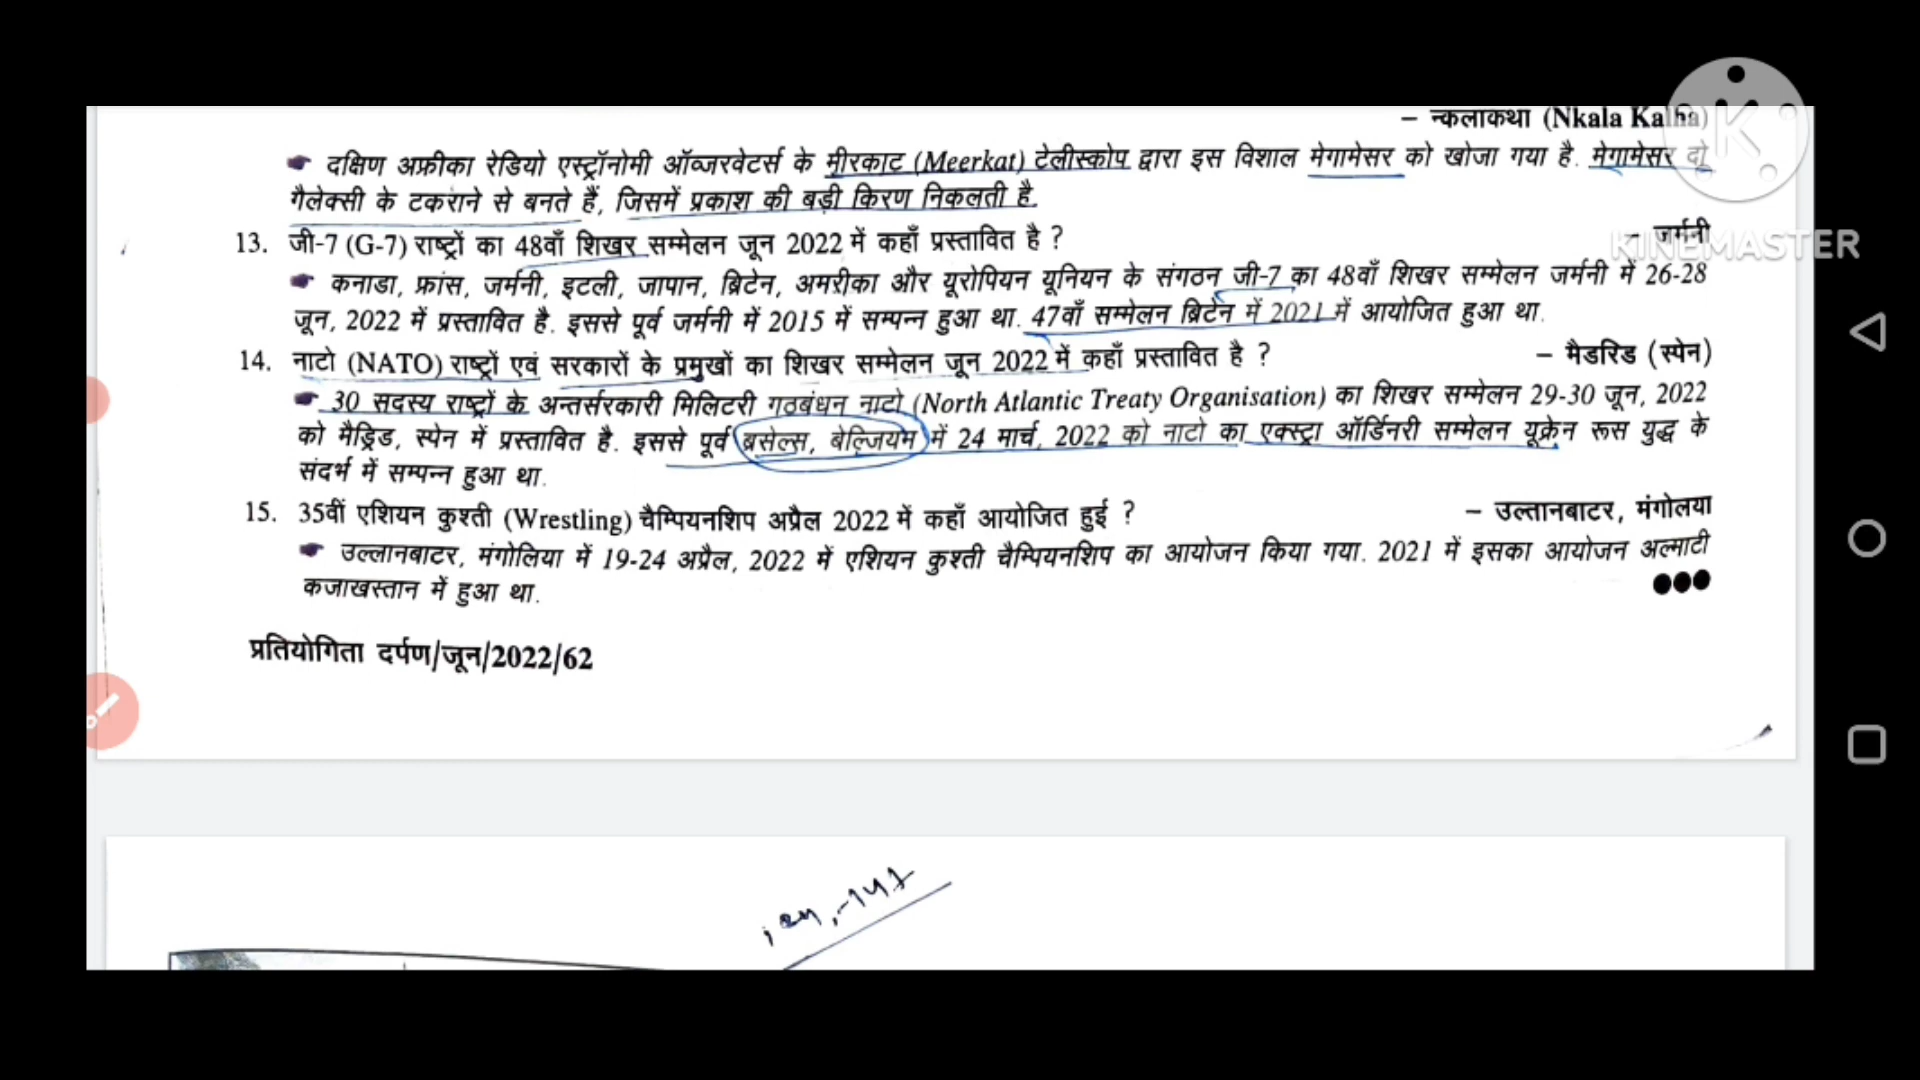 – न्कलाकथा (Nkala Kalha)
☛ दक्षिण अफ्रीका रेडियो एस्ट्रॉनोमी ऑब्जरवेटर्स के मीरकाट (Meerkat) टेलीस्कोप द्वारा इस विशाल मेगामेसर को खोजा गया है. मेगामेसर दो
गैलेक्सी के टकराने से बनते हैं, जिसमें प्रकाश की बड़ी किरण निकलती है.
13. जी-7 (G-7) राष्ट्रों का 48वाँ शिखर सम्मेलन जून 2022 में कहाँ प्रस्तावित है ? – जर्मनी
KINEMASTER
☛ कनाडा, फ्रांस, जर्मनी, इटली, जापान, ब्रिटेन, अमरीका और यूरोपियन यूनियन के संगठन जी-7 का 48वाँ शिखर सम्मेलन जर्मनी में 26-28
जून, 2022 में प्रस्तावित है. इससे पूर्व जर्मनी में 2015 में सम्पन्न हुआ था. 47वाँ सम्मेलन ब्रिटेन में 2021 में आयोजित हुआ था.
14. नाटो (NATO) राष्ट्रों एवं सरकारों के प्रमुखों का शिखर सम्मेलन जून 2022 में कहाँ प्रस्तावित है ? – मैडरिड (स्पेन)
☛ 30 सदस्य राष्ट्रों के अन्तर्सरकारी मिलिटरी गठबंधन नाटो (North Atlantic Treaty Organisation) का शिखर सम्मेलन 29-30 जून, 2022
को मैड्रिड, स्पेन में प्रस्तावित है. इससे पूर्व ब्रसेल्स, बेल्जियम में 24 मार्च, 2022 को नाटो का एक्स्ट्रा ऑर्डिनरी सम्मेलन यूक्रेन रूस युद्ध के
संदर्भ में सम्पन्न हुआ था.
15. 35वीं एशियन कुश्ती (Wrestling) चैम्पियनशिप अप्रैल 2022 में कहाँ आयोजित हुई ? – उल्तानबाटर, मंगोलया
☛ उल्लानबाटर, मंगोलिया में 19-24 अप्रैल, 2022 में एशियन कुश्ती चैम्पियनशिप का आयोजन किया गया. 2021 में इसका आयोजन अल्माटी
कजाखस्तान में हुआ था. ●●●
प्रतियोगिता दर्पण/जून/2022/62